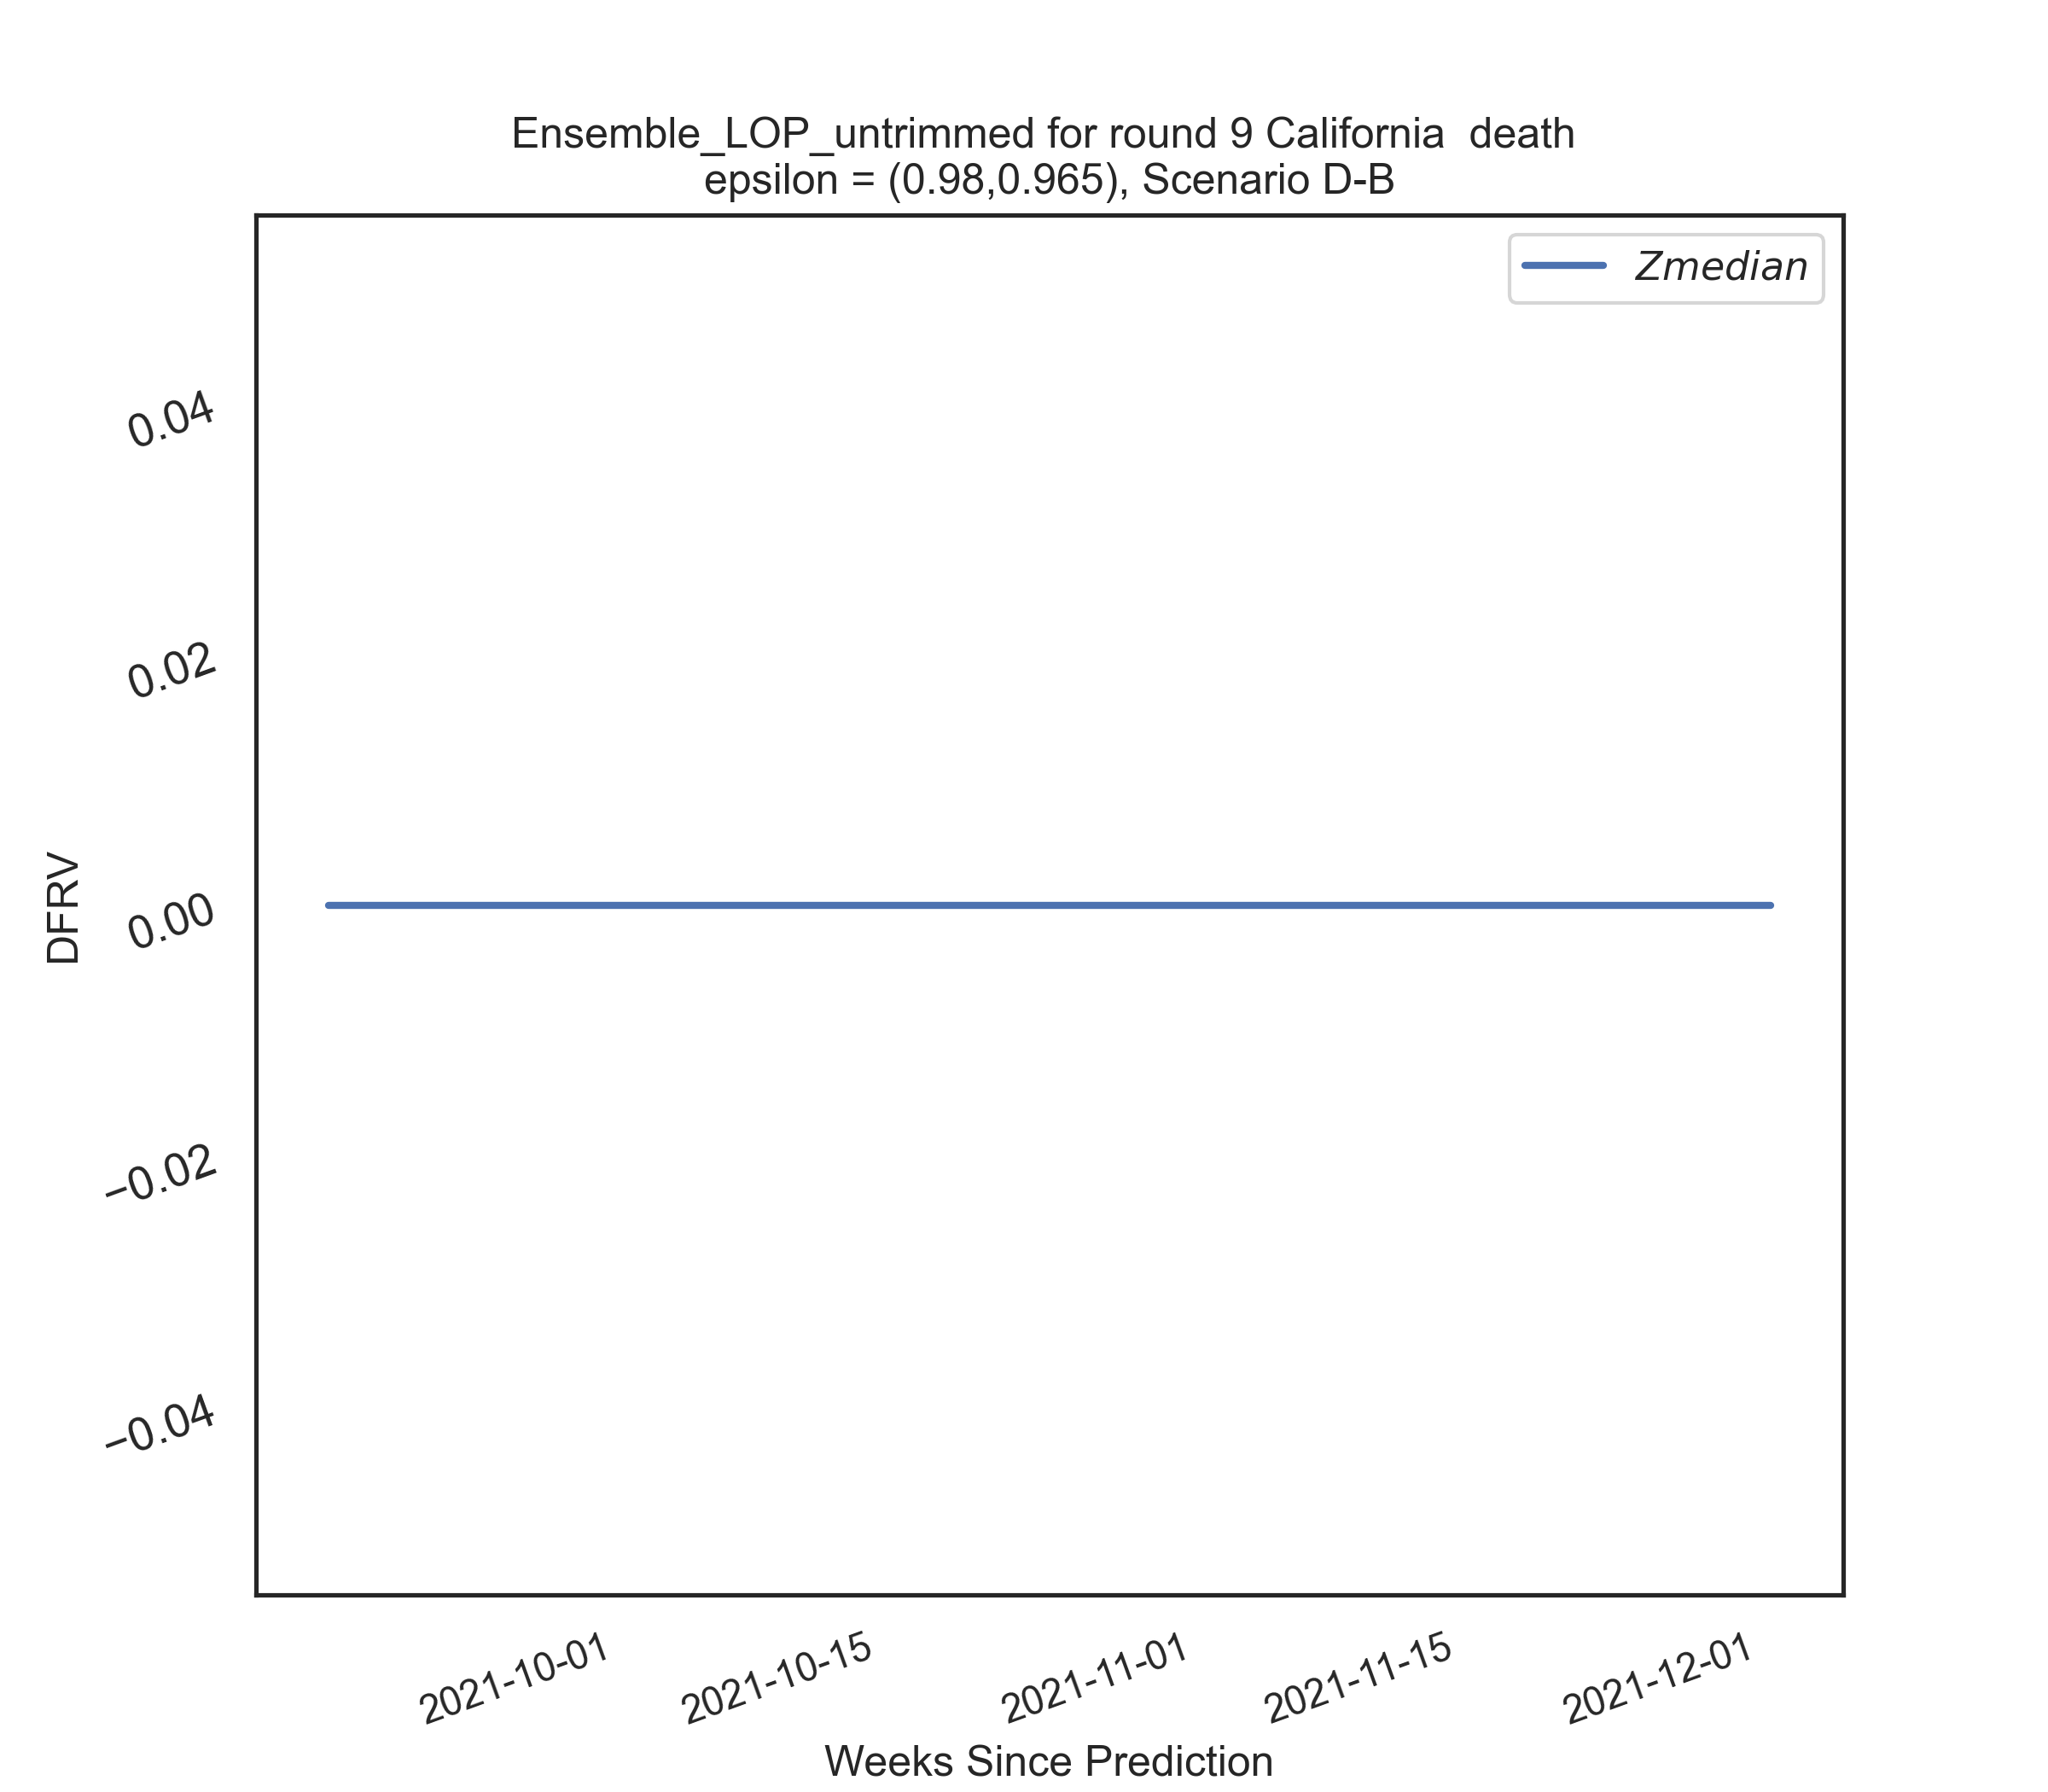 Ensemble_LOP_untrimmed for round 9 California  death
epsilon = (0.98,0.965), Scenario D-B
Zmedian
0.04
0.02
0.00
−0.02
−0.04
DFRV
2021-10-01
2021-10-15
2021-11-01
2021-11-15
2021-12-01
Weeks Since Prediction